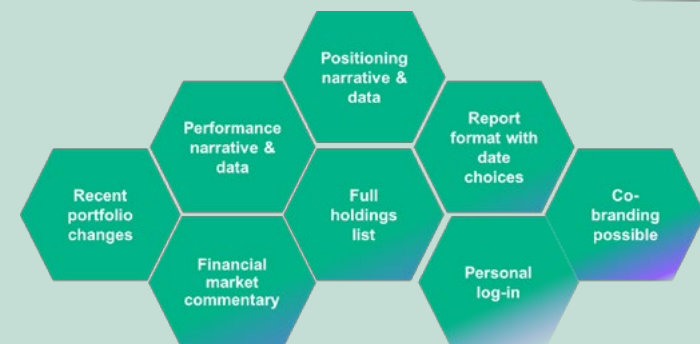 Positioning
narrative &
data
Performance
narrative &
data
Report
format with
date
choices
Recent
portfolio
changes
Full
holdings
list
Co-
branding
possible
Financial
market
commentary
Personal
log-in